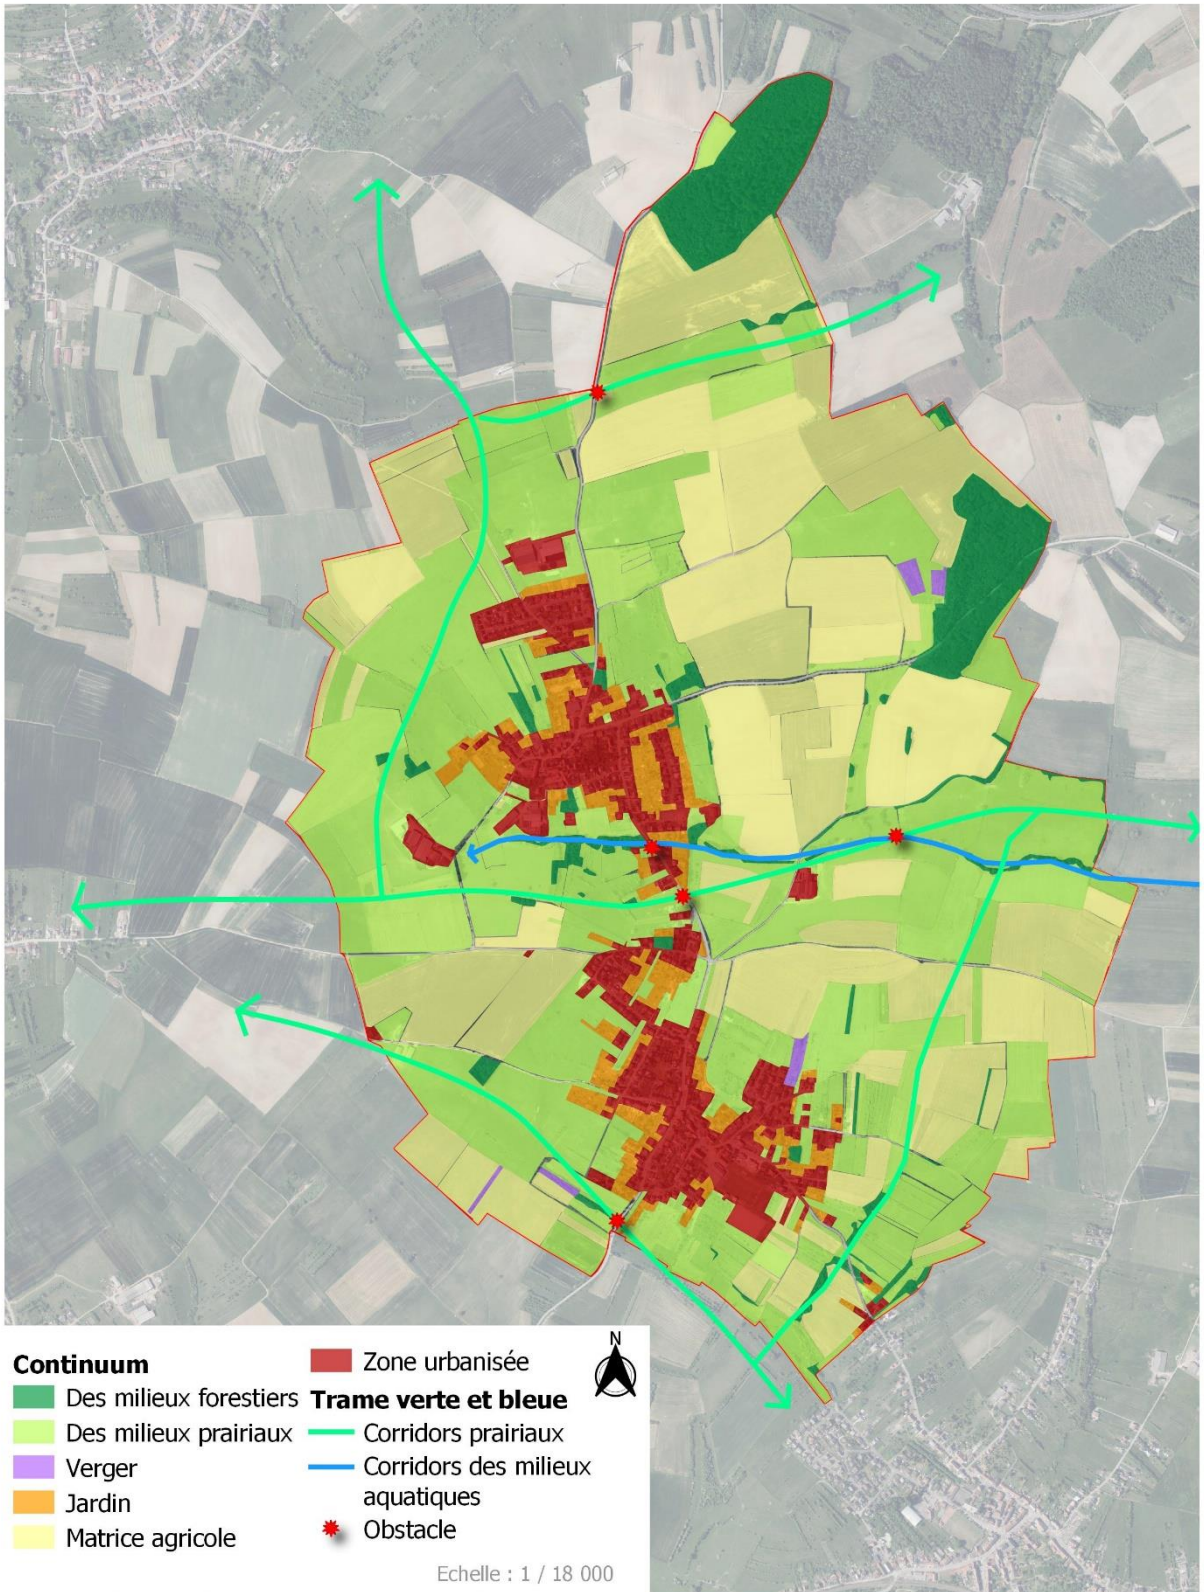 Continuum
Des milieux forestiers
Des milieux prairiaux
Verger
Jardin
Matrice agricole
Zone urbanisée
Trame verte et bleue
Corridors prairiaux
Corridors des milieux
aquatiques
Obstacle
N
Echelle : 1 / 18 000